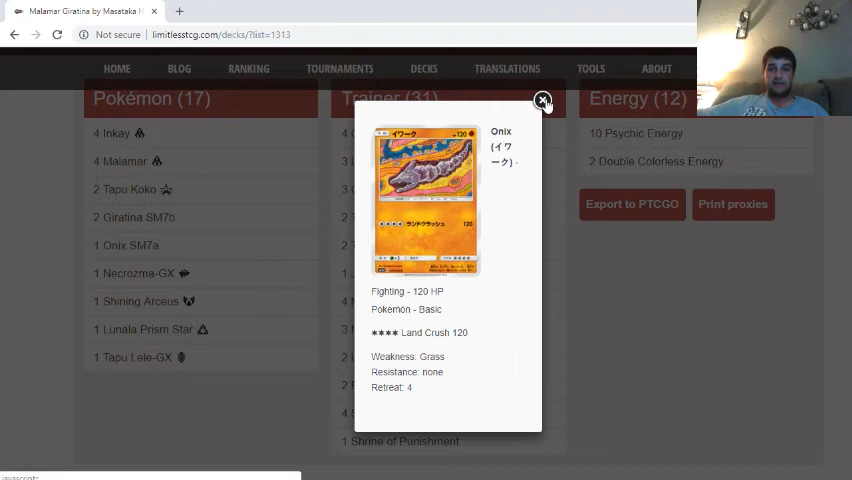 Malamar Giratina by Masataka H
Not secure
limitlesstcg.com/decks/?list=1313
HOME BLOG RANKING TOURNAMENTS DECKS TRANSLATIONS TOOLS ABOUT
Pokémon (17)
4 Inkay
4 Malamar
2 Tapu Koko
2 Giratina SM7b
1 Onix SM7a
1 Necrozma-GX
1 Shining Arceus
1 Lunala Prism Star
1 Tapu Lele-GX
Trainer (31)
1 Shrine of Punishment
イワーク
120
ランドクラッシュ 120
Onix
(イワ
ーク) -
Fighting - 120 HP
Pokemon - Basic
**** Land Crush 120
Weakness: Grass
Resistance: none
Retreat: 4
Energy (12)
10 Psychic Energy
2 Double Colorless Energy
Export to PTCGO
Print proxies